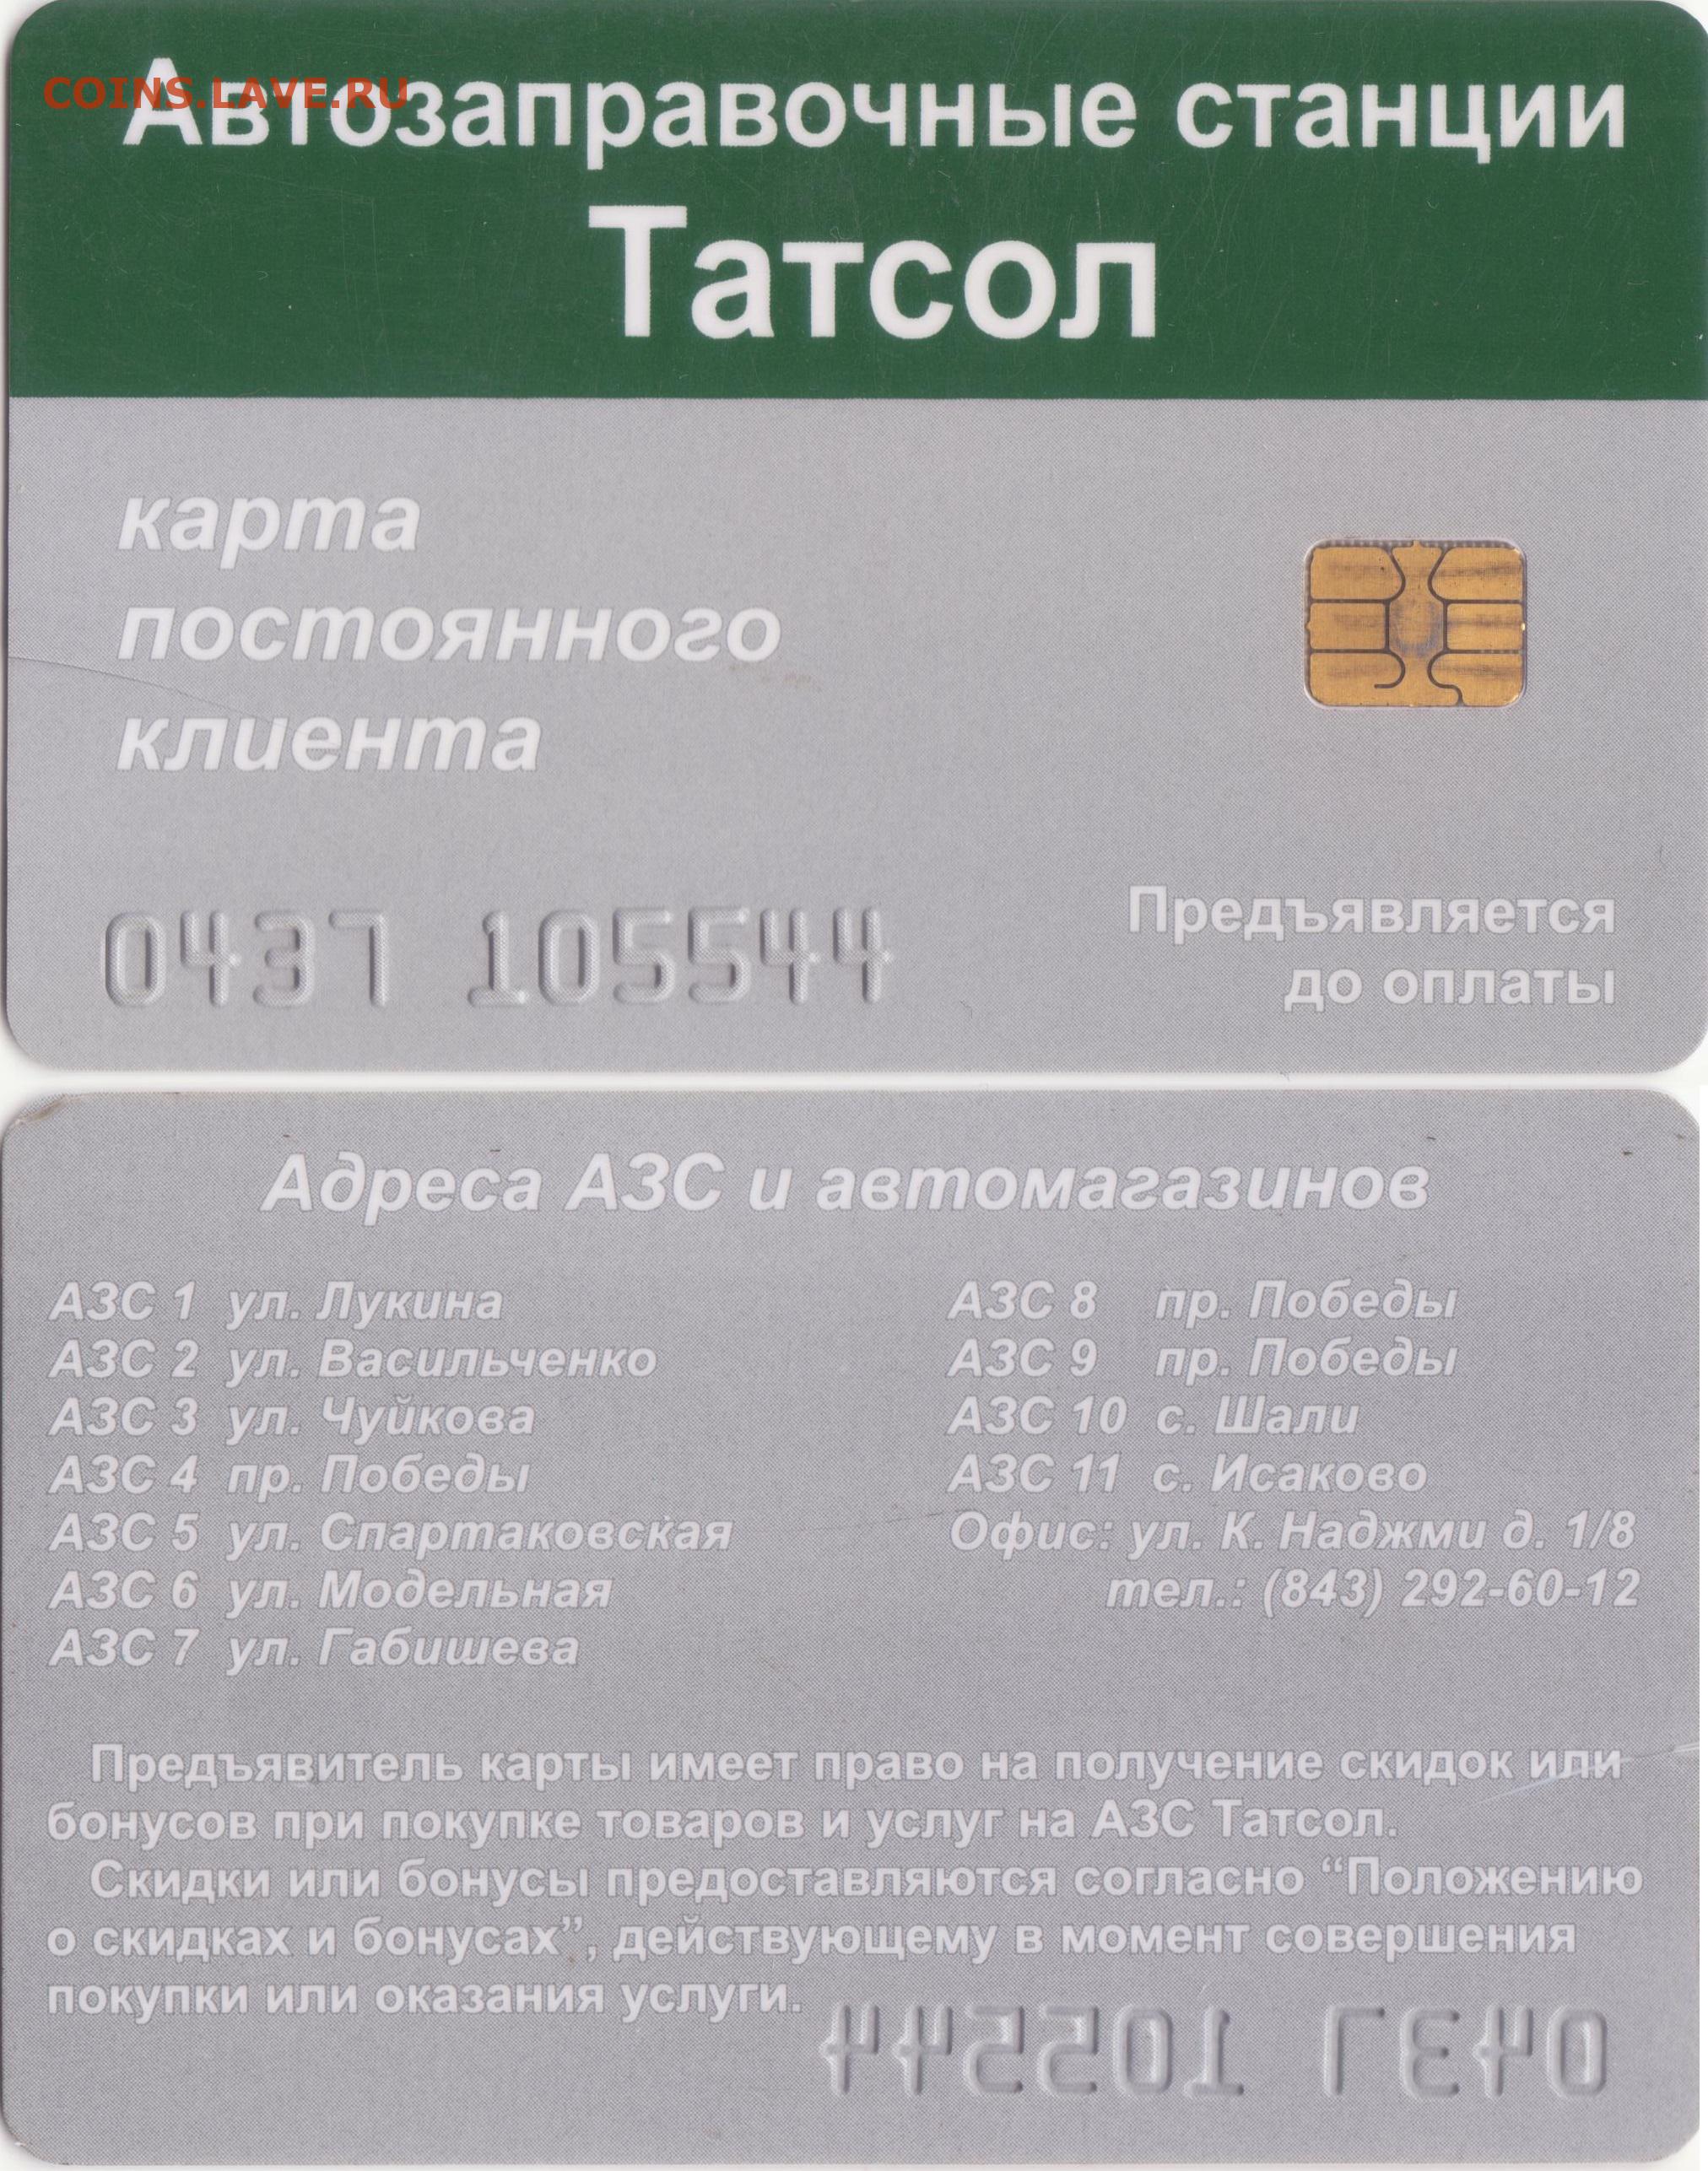 COINS.LAVE.RU
Автозаправочные станции
Татсол
карта
постоянного
клиента
0437 105544
Предъявляется
до оплаты
Адреса АЗС и автомагазинов
АЗС 1 ул. Лукина
АЗС 2 ул. Васильченко
АЗС 3 ул. Чуйкова
АЗС 4 пр. Победы
АЗС 5 ул. Спартаковская
АЗС 6 ул. Модельная
АЗС 7 ул. Габишева
АЗС 8 пр. Победы
АЗС 9 пр. Победы
АЗС 10 с. Шали
АЗС 11 с. Исаково
Офис: ул. К. Наджми д. 1/8
тел.: (843) 292-60-12
Предъявитель карты имеет право на получение скидок или
бонусов при покупке товаров и услуг на АЗС Татсол.
Скидки или бонусы предоставляются согласно “Положению
о скидках и бонусах”, действующему в момент совершения
покупки или оказания услуги.
0437 105544